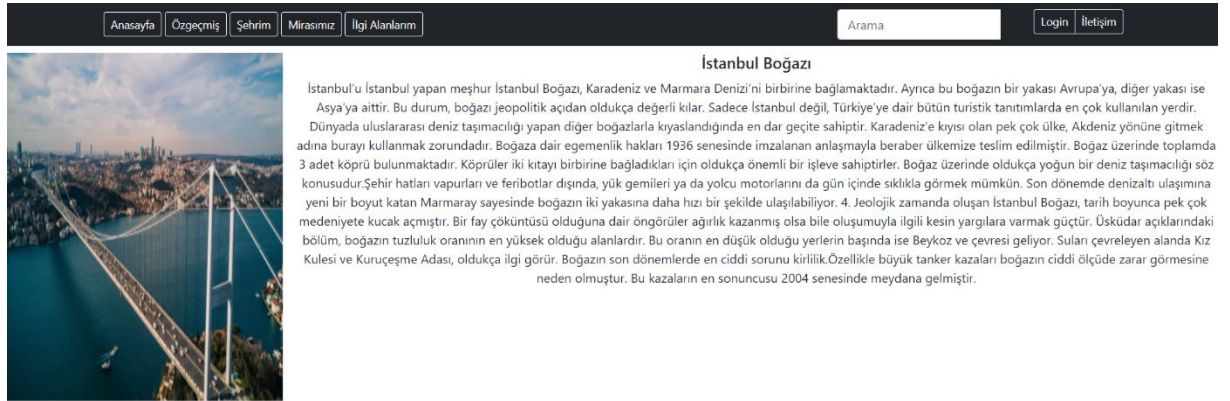 Anasayfa Özgeçmiş Şehrim Mirasımız İlgi Alanlarım Arama Login İletişim
İstanbul Boğazı
İstanbul'u İstanbul yapan meşhur İstanbul Boğazı, Karadeniz ve Marmara Denizi'ni birbirine bağlamaktadır. Ayrıca bu boğazın bir yakası Avrupa'ya, diğer yakası ise
Asya'ya aittir. Bu durum, boğazı jeopolitik açıdan oldukça değerli kılar. Sadece İstanbul değil, Türkiye'ye dair bütün turistik tanıtımlarda en çok kullanılan yerdir.
Dünyada uluslararası deniz taşımacılığı yapan diğer boğazlarla kıyaslandığında en dar geçite sahiptir. Karadeniz'e kıyısı olan pek çok ülke, Akdeniz yönüne gitmek
adına burayı kullanmak zorundadır. Boğaza dair egemenlik hakları 1936 senesinde imzalanan anlaşmayla beraber ülkemize teslim edilmiştir. Boğaz üzerinde toplamda
3 adet köprü bulunmaktadır. Köprüler iki kıtayı birbirine bağladıkları için oldukça önemli bir işleve sahiptirler. Boğaz üzerinde oldukça yoğun bir deniz taşımacılığı söz
konusudur.Şehir hatları vapurları ve feribotlar dışında, yük gemileri ya da yolcu motorlarını da gün içinde sıklıkla görmek mümkün. Son dönemde denizaltı ulaşımına
yeni bir boyut katan Marmaray sayesinde boğazın iki yakasına daha hızı bir şekilde ulaşılabiliyor. 4. Jeolojik zamanda oluşan İstanbul Boğazı, tarih boyunca pek çok
medeniyete kucak açmıştır. Bir fay çöküntüsü olduğuna dair öngörüler ağırlık kazanmış olsa bile oluşumuyla ilgili kesin yargılara varmak güçtür. Üsküdar açıklarındaki
bölüm, boğazın tuzluluk oranının en yüksek olduğu alanlardır. Bu oranın en düşük olduğu yerlerin başında ise Beykoz ve çevresi geliyor. Suları çevreleyen alanda Kız
Kulesi ve Kuruçeşme Adası, oldukça ilgi görür. Boğazın son dönemlerde en ciddi sorunu kirlilik.Özellikle büyük tanker kazaları boğazın ciddi ölçüde zarar görmesine
neden olmuştur. Bu kazaların en sonuncusu 2004 senesinde meydana gelmiştir.